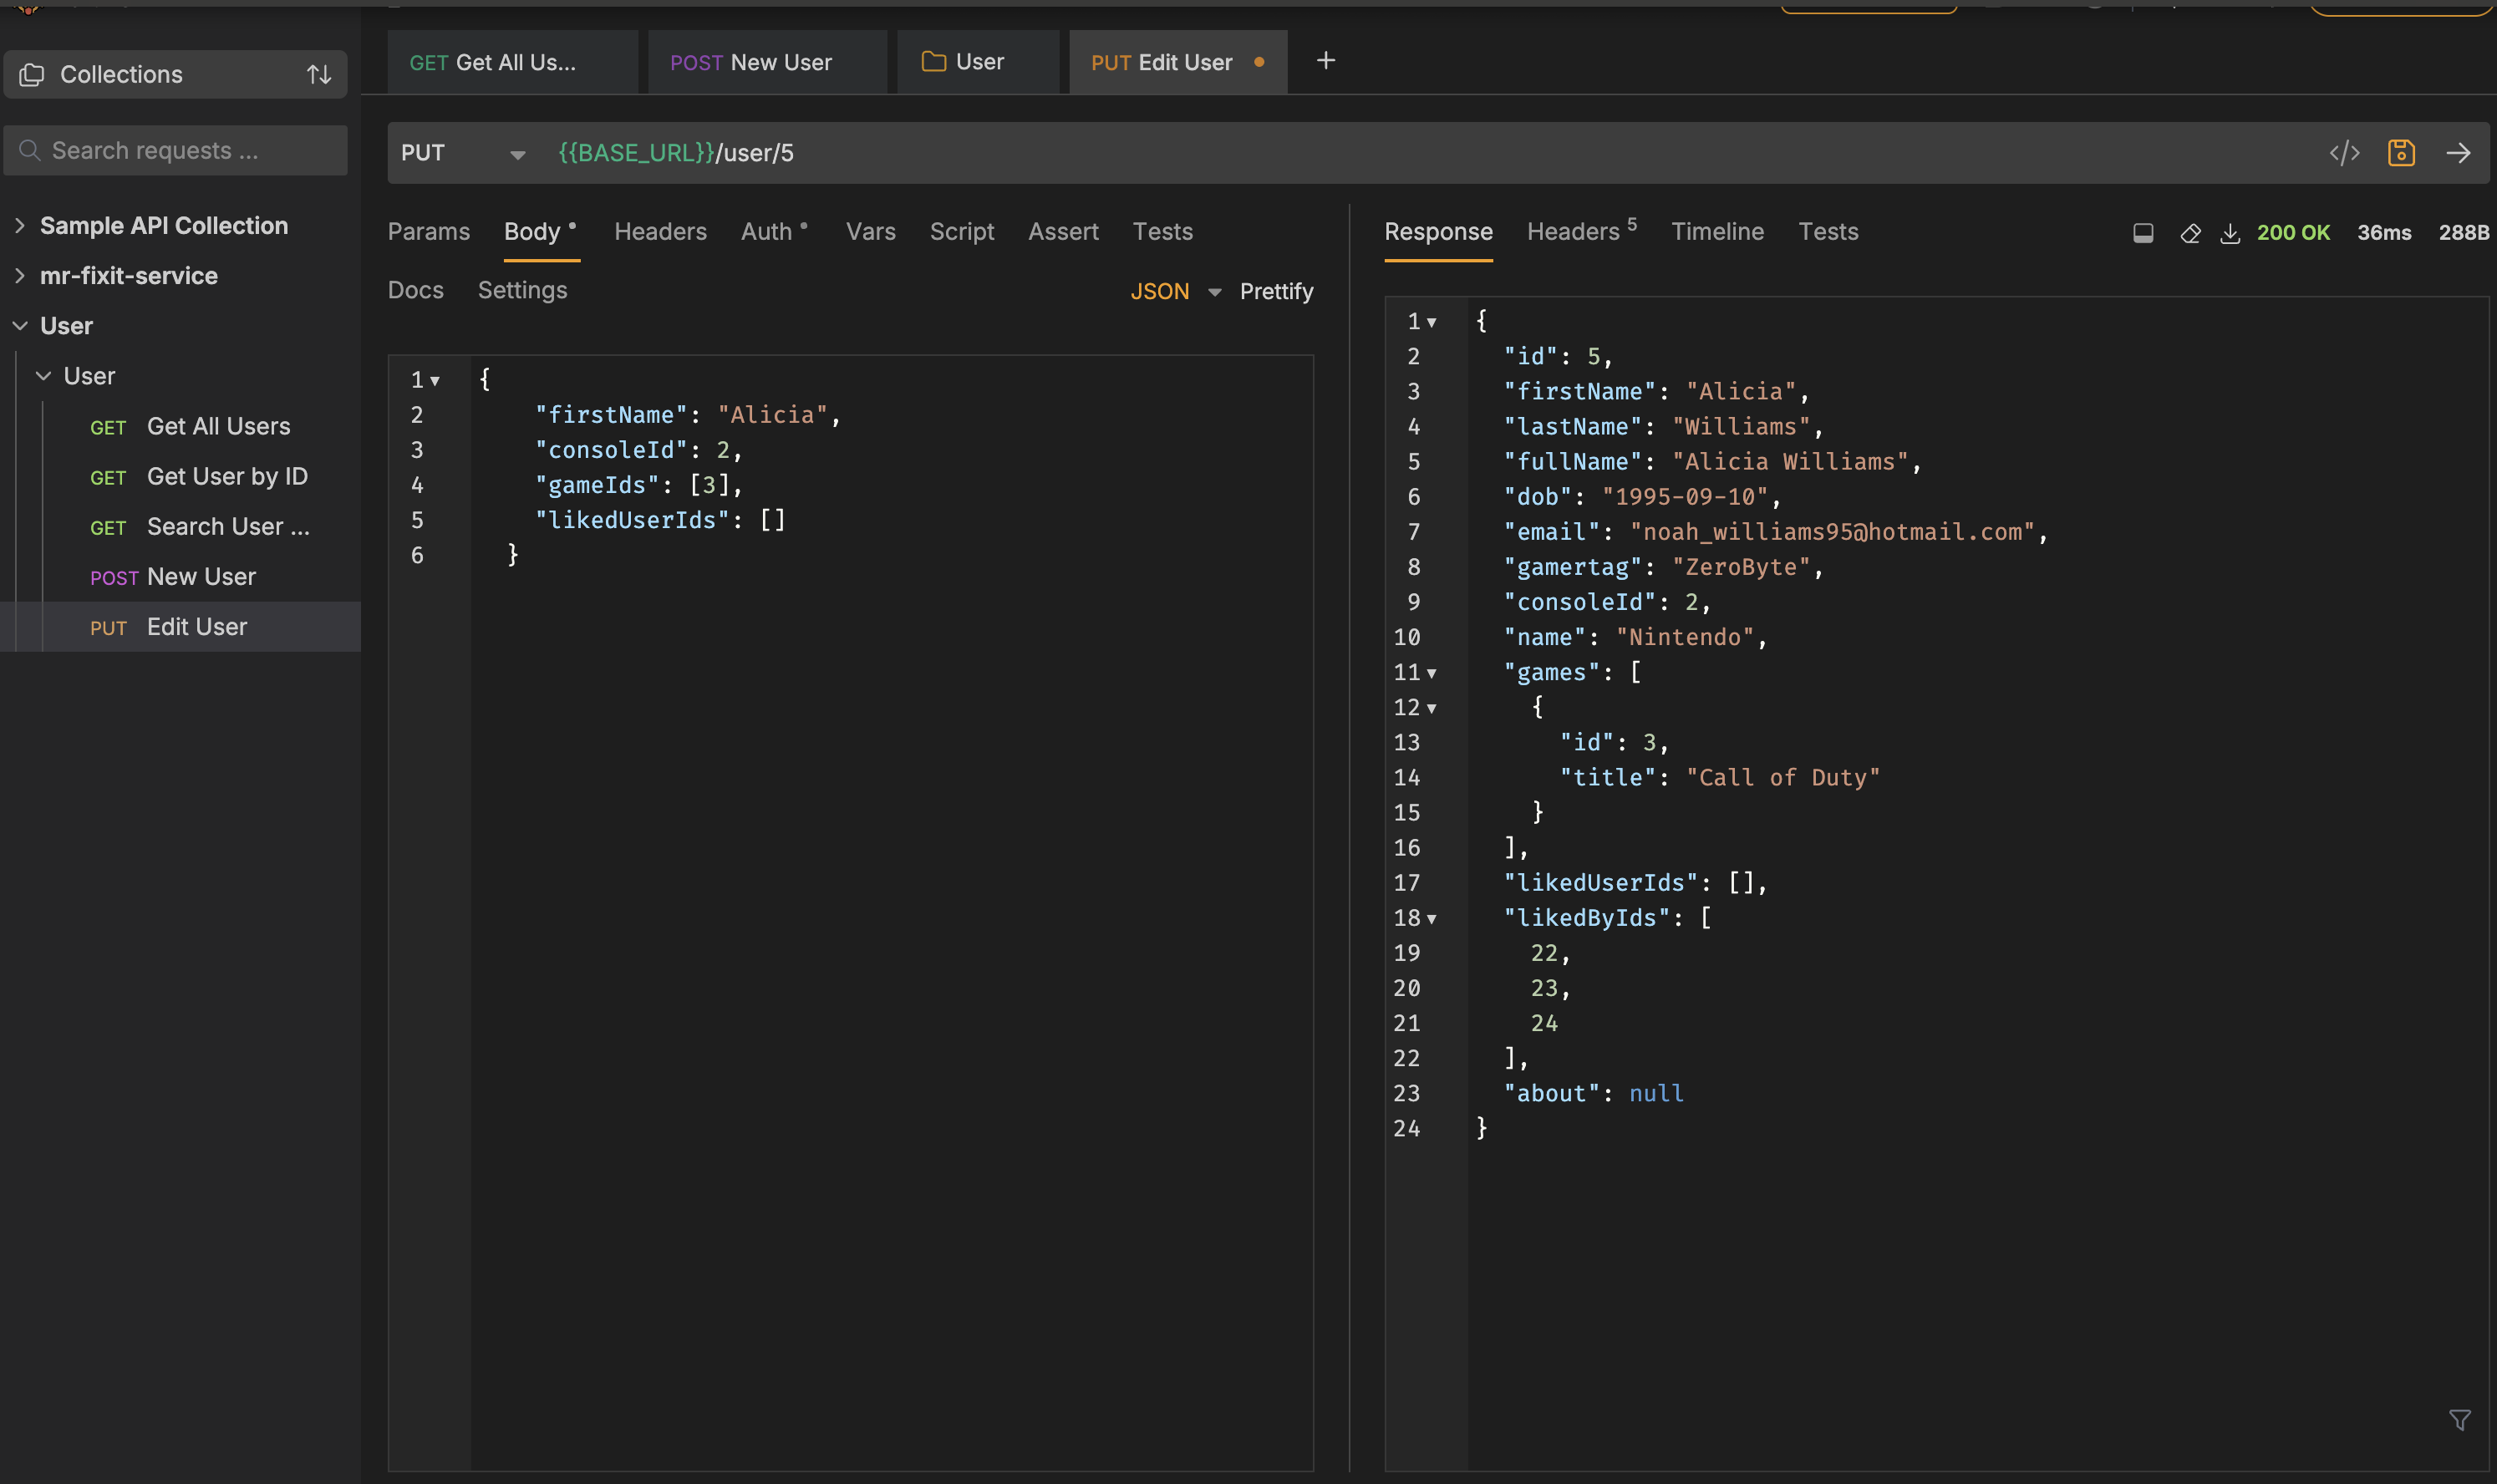 Collections
Search requests ...
Sample API Collection
mr-fixit-service
User
User
GET Get All Users
GET Get User by ID
GET Search User ...
POST New User
PUT Edit User
GET Get All Us... POST New User User PUT Edit User +
PUT {{BASE_URL}}/user/5
Params Body Headers Auth Vars Script Assert Tests
Docs Settings JSON Prettify
1 {
2 "firstName": "Alicia",
3 "consoleId": 2,
4 "gameIds": [3],
5 "likedUserIds": []
6 }
Response Headers 5 Timeline Tests 200 OK 36ms 288B
1 {
2 "id": 5,
3 "firstName": "Alicia",
4 "lastName": "Williams",
5 "fullName": "Alicia Williams",
6 "dob": "1995-09-10",
7 "email": "noah_williams95@hotmail.com",
8 "gamertag": "ZeroByte",
9 "consoleId": 2,
10 "name": "Nintendo",
11 "games": [
12 {
13 "id": 3,
14 "title": "Call of Duty"
15 }
16 ],
17 "likedUserIds": [],
18 "likedByIds": [
19 22,
20 23,
21 24
22 ],
23 "about": null
24 }